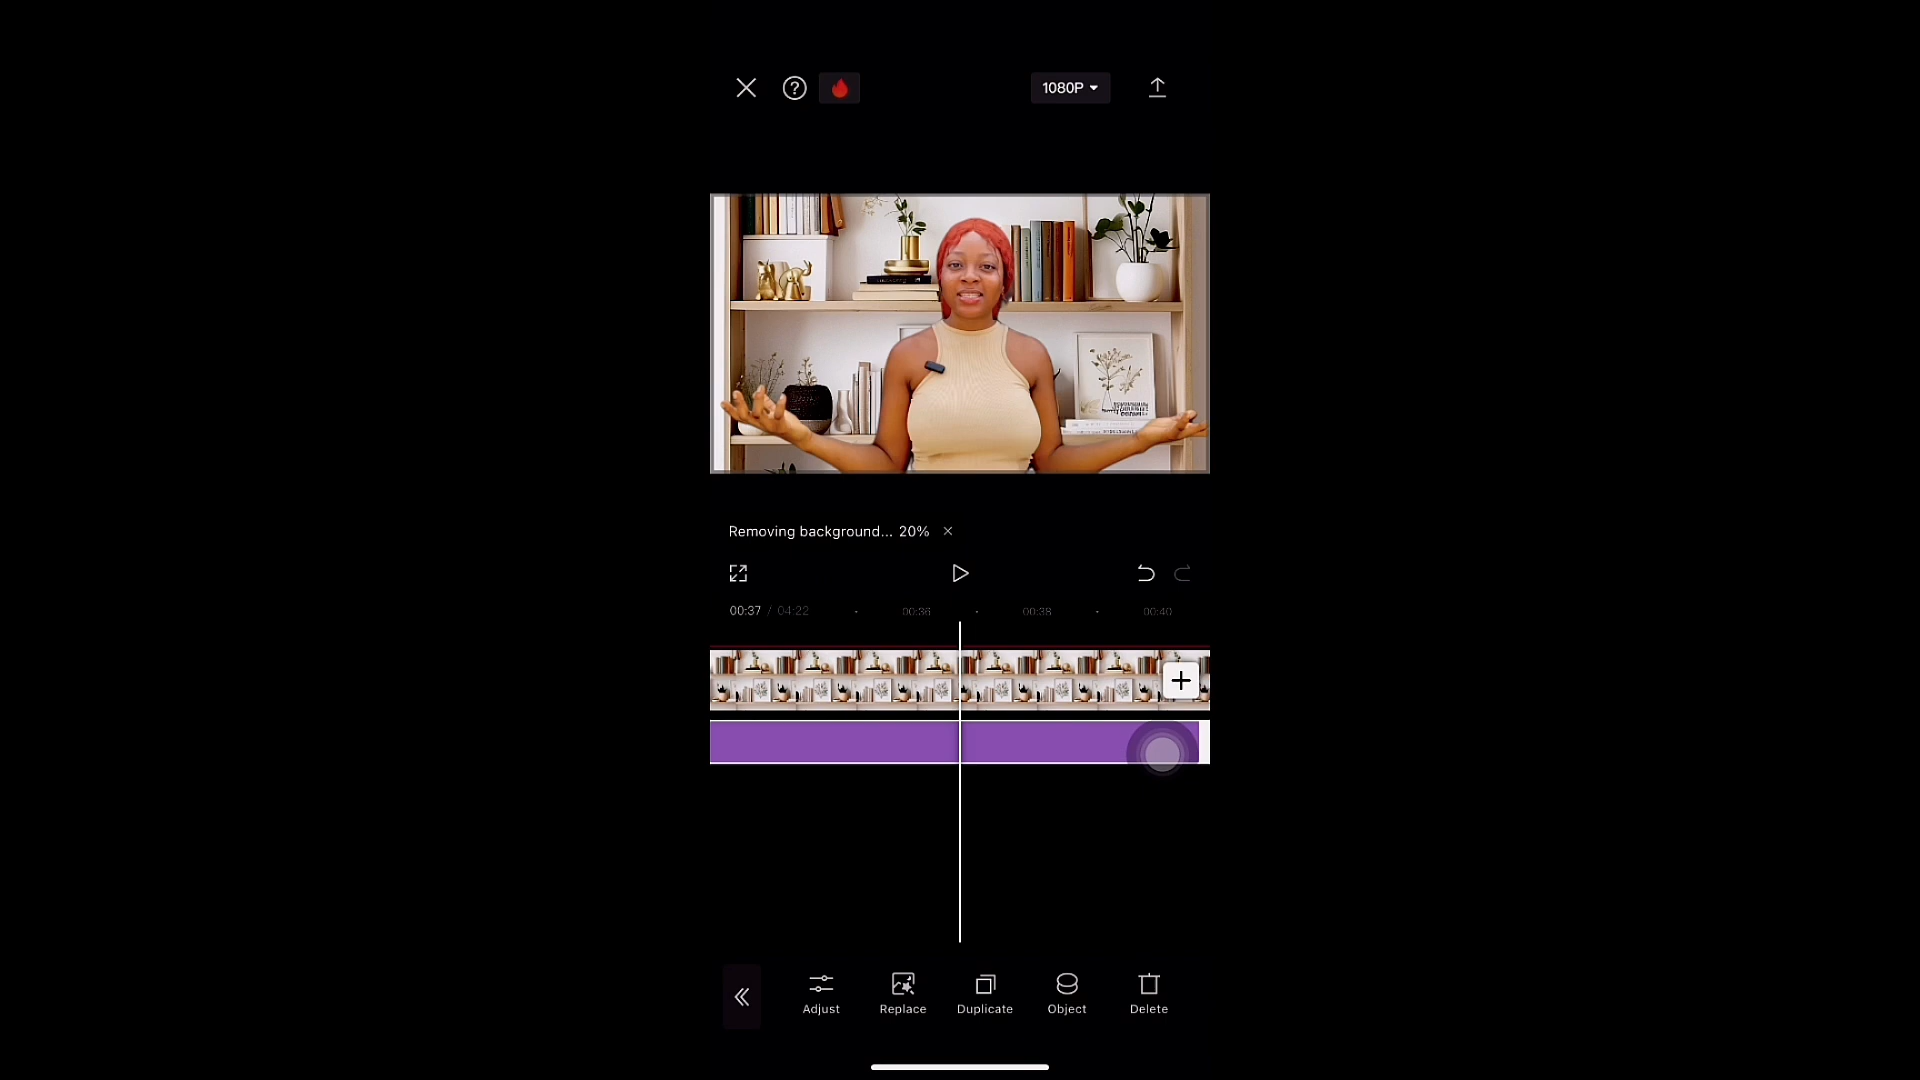 1080P
Removing background... 20%
00:37 / 04:22
00:36
00:38
00:40
Adjust
Replace
Duplicate
Object
Delete